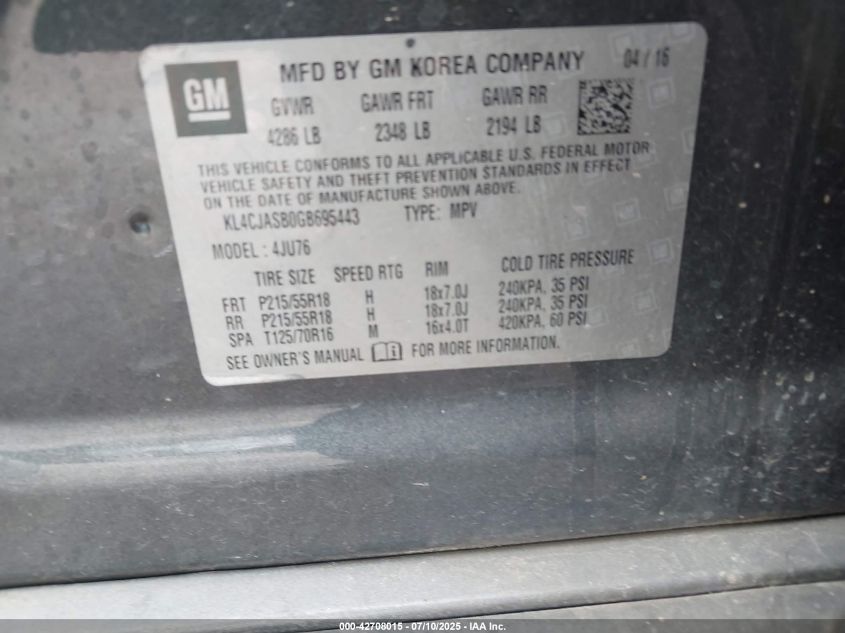 GM
MFD BY GM KOREA COMPANY 04 / 16
GVWR GAWR FRT GAWR RR
4286 LB 2348 LB 2194 LB
THIS VEHICLE CONFORMS TO ALL APPLICABLE U.S. FEDERAL MOTOR
VEHICLE SAFETY AND THEFT PREVENTION STANDARDS IN EFFECT
ON THE DATE OF MANUFACTURE SHOWN ABOVE.
KL4CJASB0GB695443 TYPE: MPV
MODEL : 4JU76
TIRE SIZE SPEED RTG RIM COLD TIRE PRESSURE
FRT P215/55R18 H 18x7.0J 240KPA, 35 PSI
RR P215/55R18 H 18x7.0J 240KPA, 35 PSI
SPA T125/70R16 M 16x4.0T 420KPA, 60 PSI
SEE OWNER'S MANUAL i FOR MORE INFORMATION.
000-42708015 - 07/10/2025 - IAA Inc.